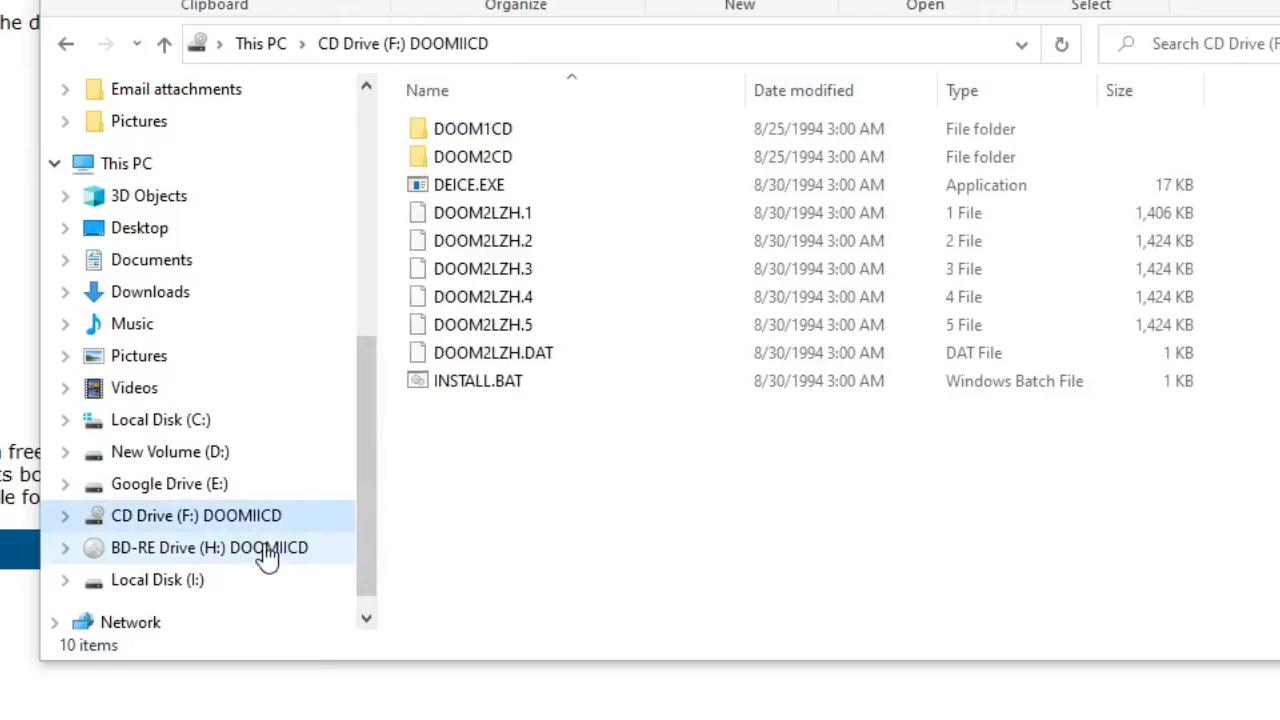 Clipboard Organize New Open Select
he d
This PC > CD Drive (F:) DOOMIICD Search CD Drive (F
Email attachments
Pictures
This PC
3D Objects
Desktop
Documents
Downloads
Music
Pictures
Videos
Local Disk (C:)
New Volume (D:)
Google Drive (E:)
CD Drive (F:) DOOMIICD
BD-RE Drive (H:) DOOMIICD
Local Disk (I:)
Network
10 items
Name Date modified Type Size
DOOM1CD 8/25/1994 3:00 AM File folder
DOOM2CD 8/25/1994 3:00 AM File folder
DEICE.EXE 8/30/1994 3:00 AM Application 17 KB
DOOM2LZH.1 8/30/1994 3:00 AM 1 File 1,406 KB
DOOM2LZH.2 8/30/1994 3:00 AM 2 File 1,424 KB
DOOM2LZH.3 8/30/1994 3:00 AM 3 File 1,424 KB
DOOM2LZH.4 8/30/1994 3:00 AM 4 File 1,424 KB
DOOM2LZH.5 8/30/1994 3:00 AM 5 File 1,424 KB
DOOM2LZH.DAT 8/30/1994 3:00 AM DAT File 1 KB
INSTALL.BAT 8/30/1994 3:00 AM Windows Batch File 1 KB
free
ts bo
le fo